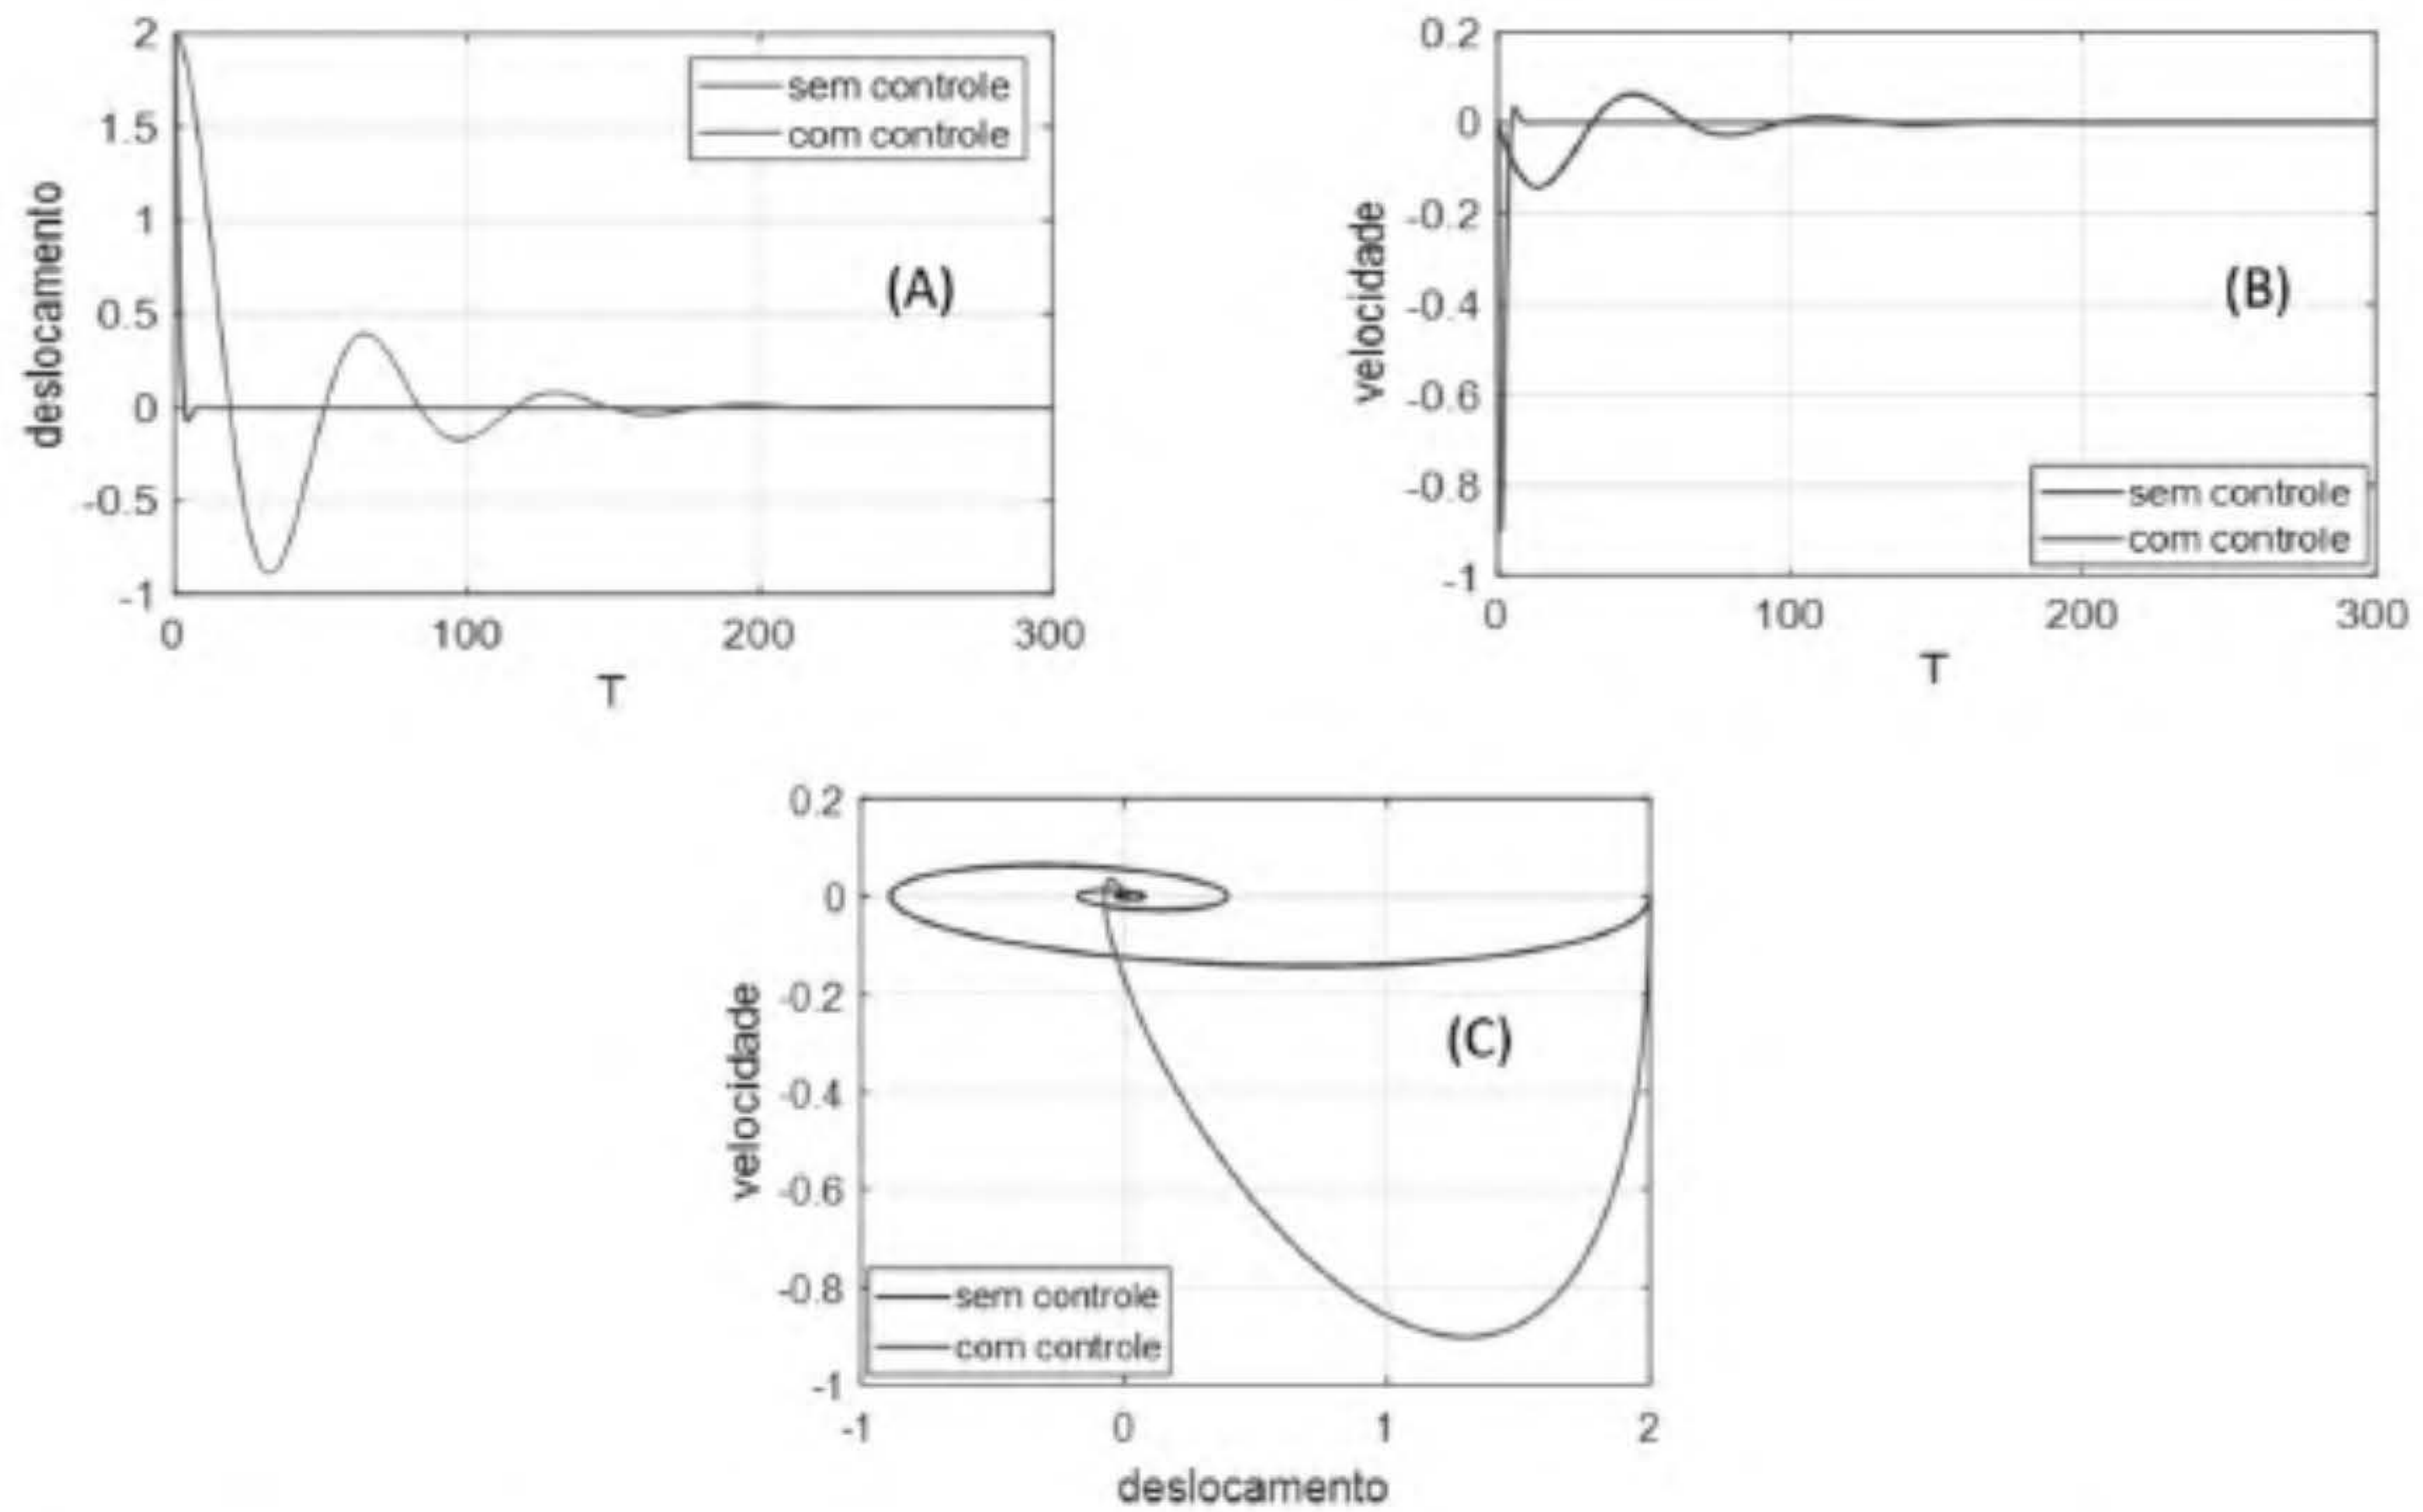 2
1.5
1
0.5
0
-0.5
-1
deslocamento
sem controle
com controle
(A)
0 100 200 300
T
0.2
0
-0.2
-0.4
-0.6
-0.8
-1
velocidade
(B)
sem controle
com controle
0 100 200 300
T
0.2
0
-0.2
-0.4
-0.6
-0.8
-1
velocidade
(C)
sem controle
com controle
-1 0 1 2
deslocamento